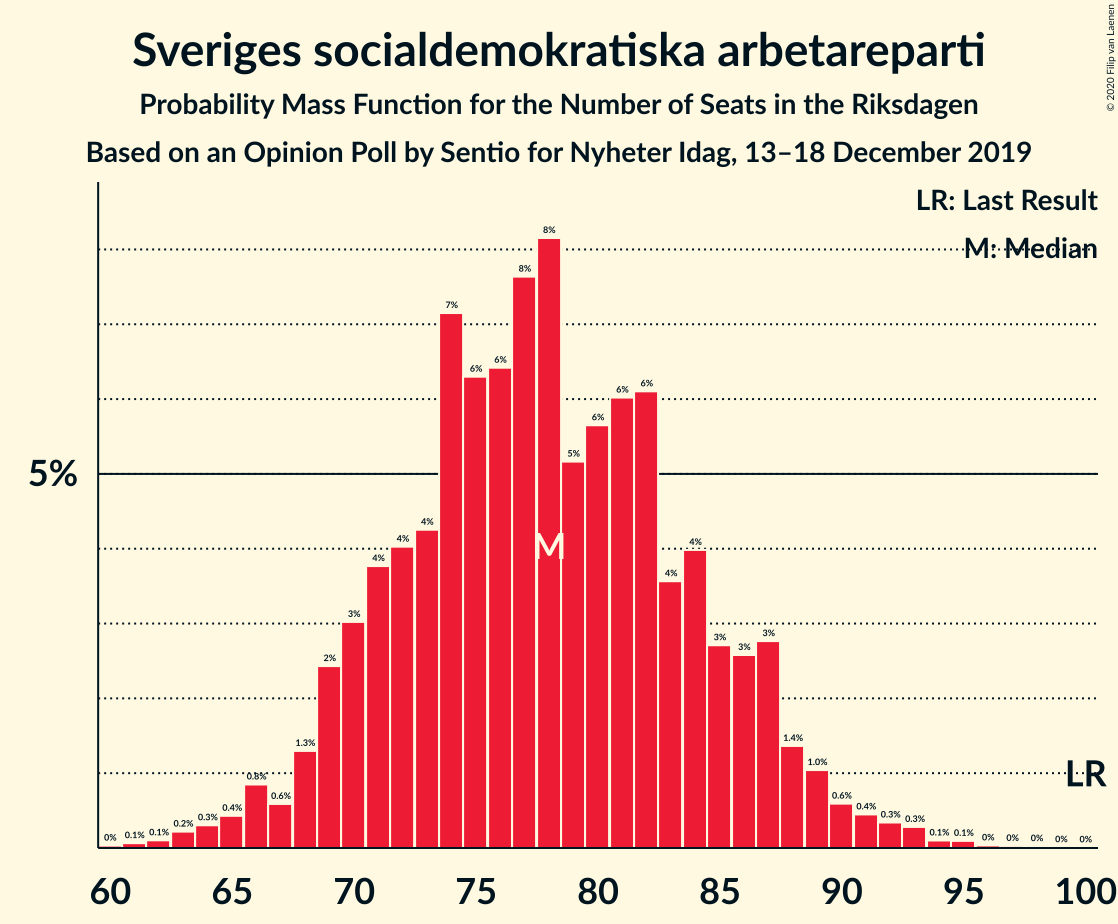 Sveriges socialdemokratiska arbetareparti
Probability Mass Function for the Number of Seats in the Riksdagen
Based on an Opinion Poll by Sentio for Nyheter Idag, 13–18 December 2019
© 2020 Filip van Laenen
LR: Last Result
M: Median
5%
0% 0.1% 0.1% 0.2% 0.3% 0.4% 0.8% 0.6% 1.3% 2% 3% 4% 4% 4% 7% 6% 6% 8% 8% 5% 6% 6% 6% 4% 4% 3% 3% 3% 1.4% 1.0% 0.6% 0.4% 0.3% 0.3% 0.1% 0.1% 0% 0% 0% 0% 0%
M
LR
60 65 70 75 80 85 90 95 100